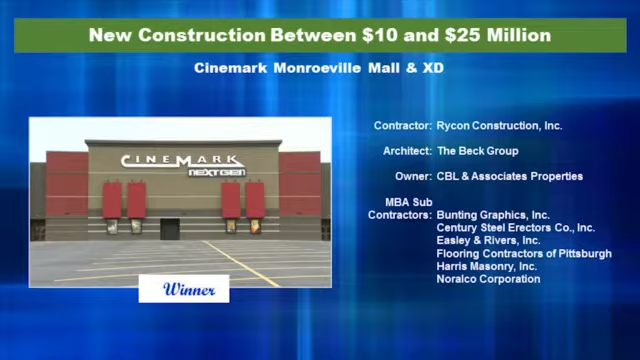 New Construction Between $10 and $25 Million
Cinemark Monroeville Mall & XD
CINEMARK
NEXTGEN
Winner
Contractor: Rycon Construction, Inc.
Architect: The Beck Group
Owner: CBL & Associates Properties
MBA Sub
Contractors: Bunting Graphics, Inc.
Century Steel Erectors Co., Inc.
Easley & Rivers, Inc.
Flooring Contractors of Pittsburgh
Harris Masonry, Inc.
Noralco Corporation